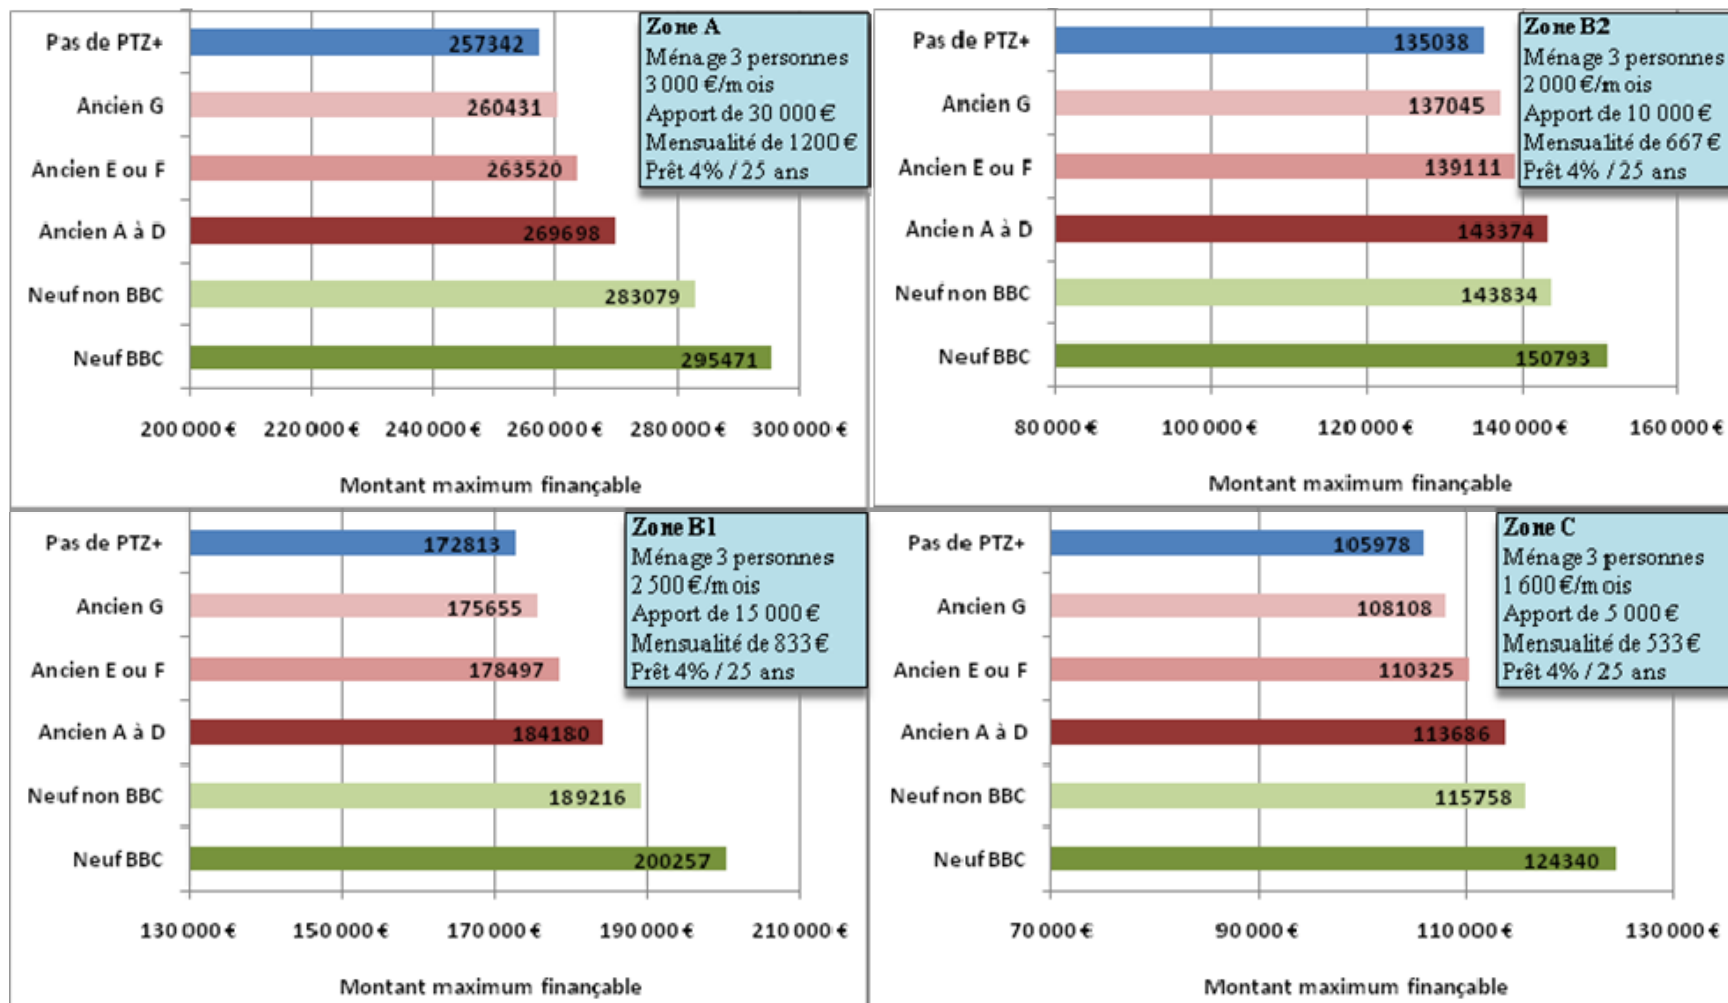 Pas de PTZ+
257342
Ancien G
260431
Ancien E ou F
263520
Ancien A à D
269698
Neuf non BBC
283079
Neuf BBC
295471
200 000 € 220 000 € 240 000 € 260 000 € 280 000 € 300 000 €
Montant maximum finançable
Zone A
Ménage 3 personnes
3 000 €/mois
Apport de 30 000 €
Mensualité de 1200 €
Prêt 4% / 25 ans
Pas de PTZ+
135038
Ancien G
137045
Ancien E ou F
139111
Ancien A à D
143374
Neuf non BBC
143834
Neuf BBC
150793
80 000 € 100 000 € 120 000 € 140 000 € 160 000 €
Montant maximum finançable
Zone B2
Ménage 3 personnes
2 000 €/mois
Apport de 10 000 €
Mensualité de 667 €
Prêt 4% / 25 ans
Pas de PTZ+
172813
Ancien G
175655
Ancien E ou F
178497
Ancien A à D
184180
Neuf non BBC
189216
Neuf BBC
200257
130 000 € 150 000 € 170 000 € 190 000 € 210 000 €
Montant maximum finançable
Zone B1
Ménage 3 personnes
2 500 €/mois
Apport de 15 000 €
Mensualité de 833 €
Prêt 4% / 25 ans
Pas de PTZ+
105978
Ancien G
108108
Ancien E ou F
110325
Ancien A à D
113686
Neuf non BBC
115758
Neuf BBC
124340
70 000 € 90 000 € 110 000 € 130 000 €
Montant maximum finançable
Zone C
Ménage 3 personnes
1 600 €/mois
Apport de 5 000 €
Mensualité de 533 €
Prêt 4% / 25 ans